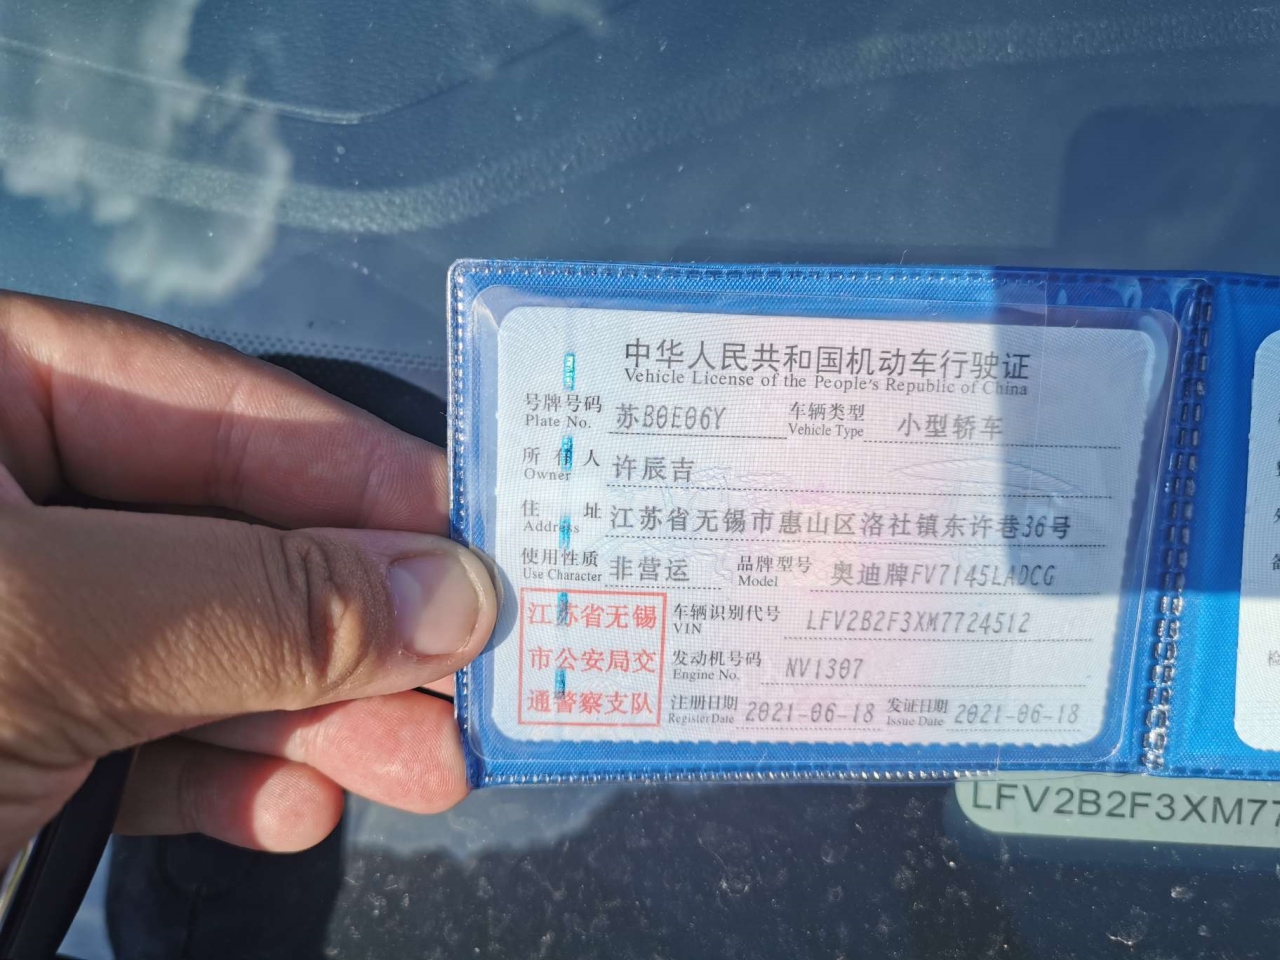 中华人民共和国机动车行驶证
Vehicle License of the People's Republic of China
号牌号码 苏B0E06Y 车辆类型 小型轿车
Plate No. Vehicle Type
所有人 许辰吉
Owner
住址 江苏省无锡市惠山区洛社镇东许巷36号
Address
使用性质 非营运 品牌型号 奥迪牌FV7145LADCG
Use Character Model
江苏省无锡
市公安局交
通警察支队
车辆识别代号 LFV2B2F3XM7724512
VIN
发动机号码 NV1307
Engine No.
注册日期 2021-06-18 发证日期 2021-06-18
Register Date Issue Date
LFV2B2F3XM77